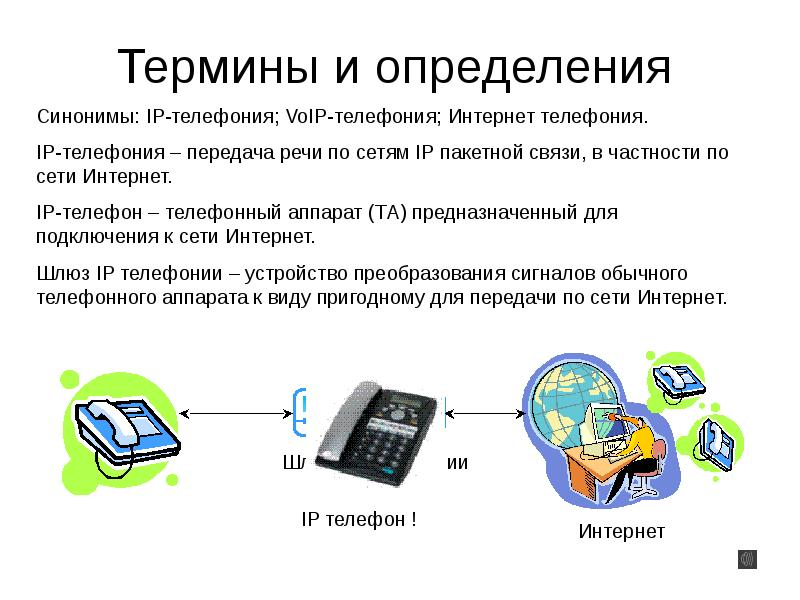 Термины и определения
Синонимы: IP-телефония; VoIP-телефония; Интернет телефония.
IP-телефония – передача речи по сетям IP пакетной связи, в частности по
сети Интернет.
IP-телефон – телефонный аппарат (ТА) предназначенный для
подключения к сети Интернет.
Шлюз IP телефонии – устройство преобразования сигналов обычного
телефонного аппарата к виду пригодному для передачи по сети Интернет.
IP телефон !
Интернет